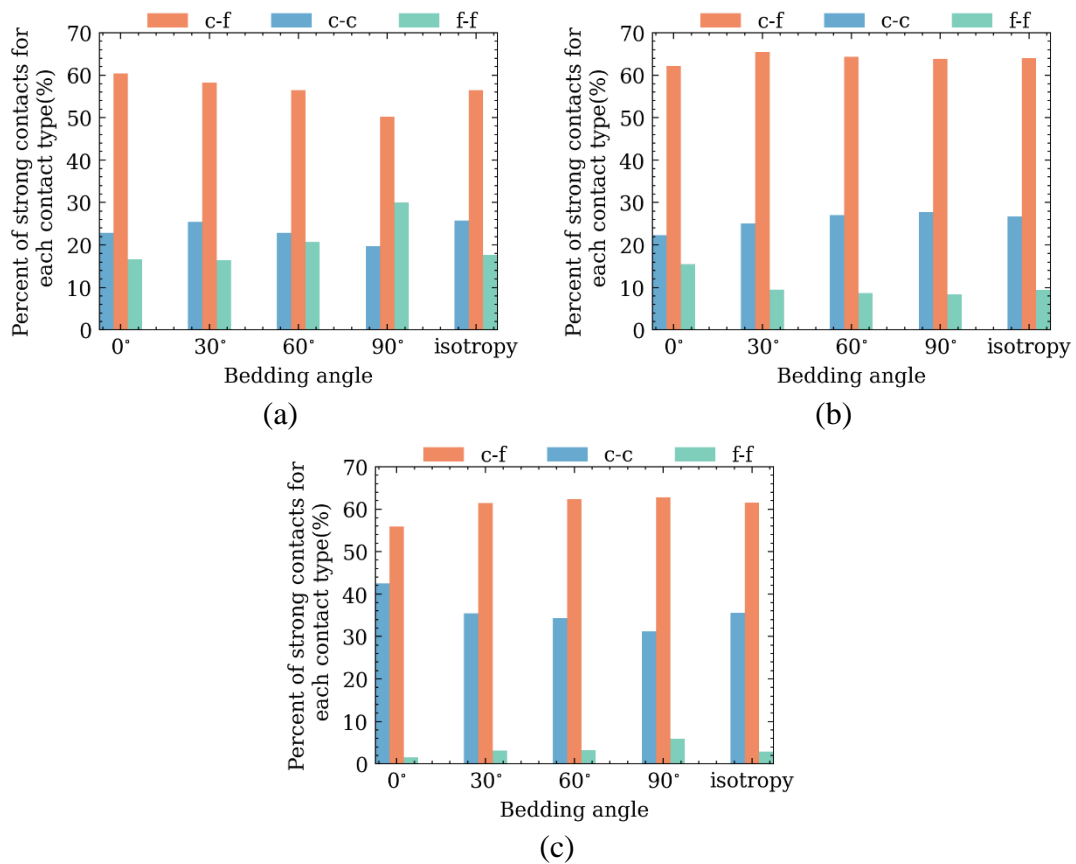 c-f c-c f-f
Percent of strong contacts for
each contact type(%)
70
60
50
40
30
20
10
0
0° 30° 60° 90° isotropy
Bedding angle
(a)
c-f c-c f-f
Percent of strong contacts for
each contact type(%)
70
60
50
40
30
20
10
0
0° 30° 60° 90° isotropy
Bedding angle
(b)
c-f c-c f-f
Percent of strong contacts for
each contact type(%)
70
60
50
40
30
20
10
0
0° 30° 60° 90° isotropy
Bedding angle
(c)